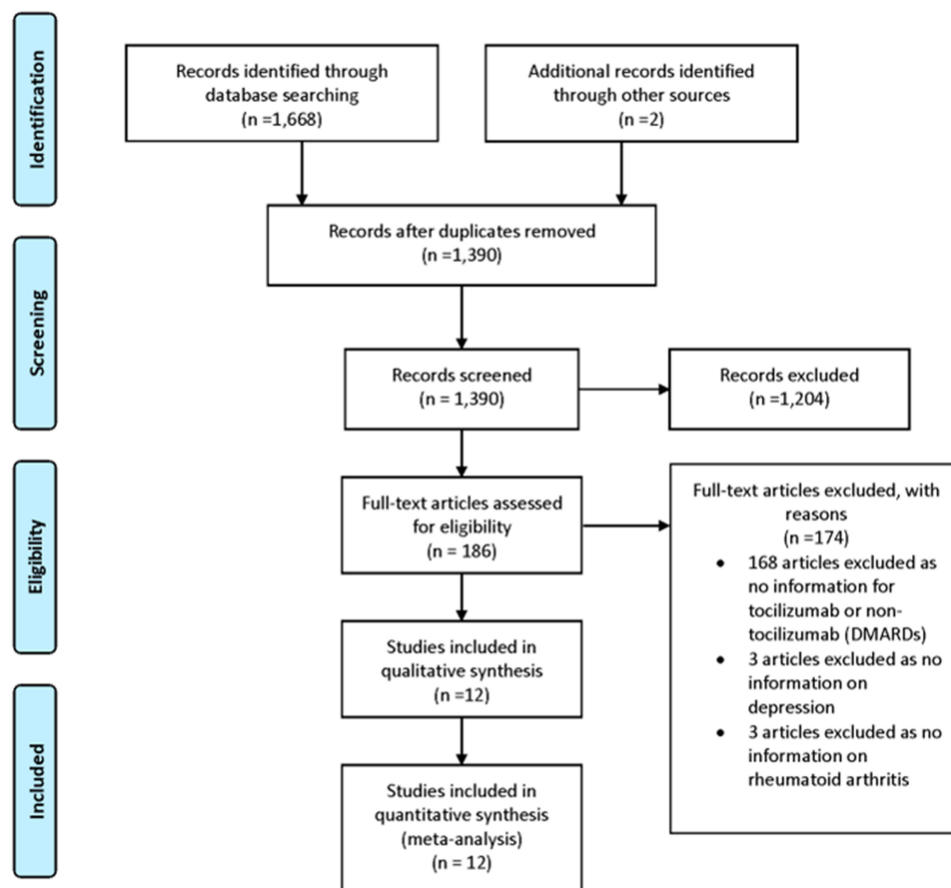 Identification
Records identified through
database searching
(n =1,668)
Additional records identified
through other sources
(n =2)
Records after duplicates removed
(n =1,390)
Screening
Records screened
(n = 1,390)
Records excluded
(n =1,204)
Eligibility
Full-text articles assessed
for eligibility
(n = 186)
Full-text articles excluded, with
reasons
(n =174)
• 168 articles excluded as
no information for
tocilizumab or non-
tocilizumab (DMARDs)
• 3 articles excluded as no
information on
depression
• 3 articles excluded as no
information on
rheumatoid arthritis
Studies included in
qualitative synthesis
(n =12)
Included
Studies included in
quantitative synthesis
(meta-analysis)
(n = 12)